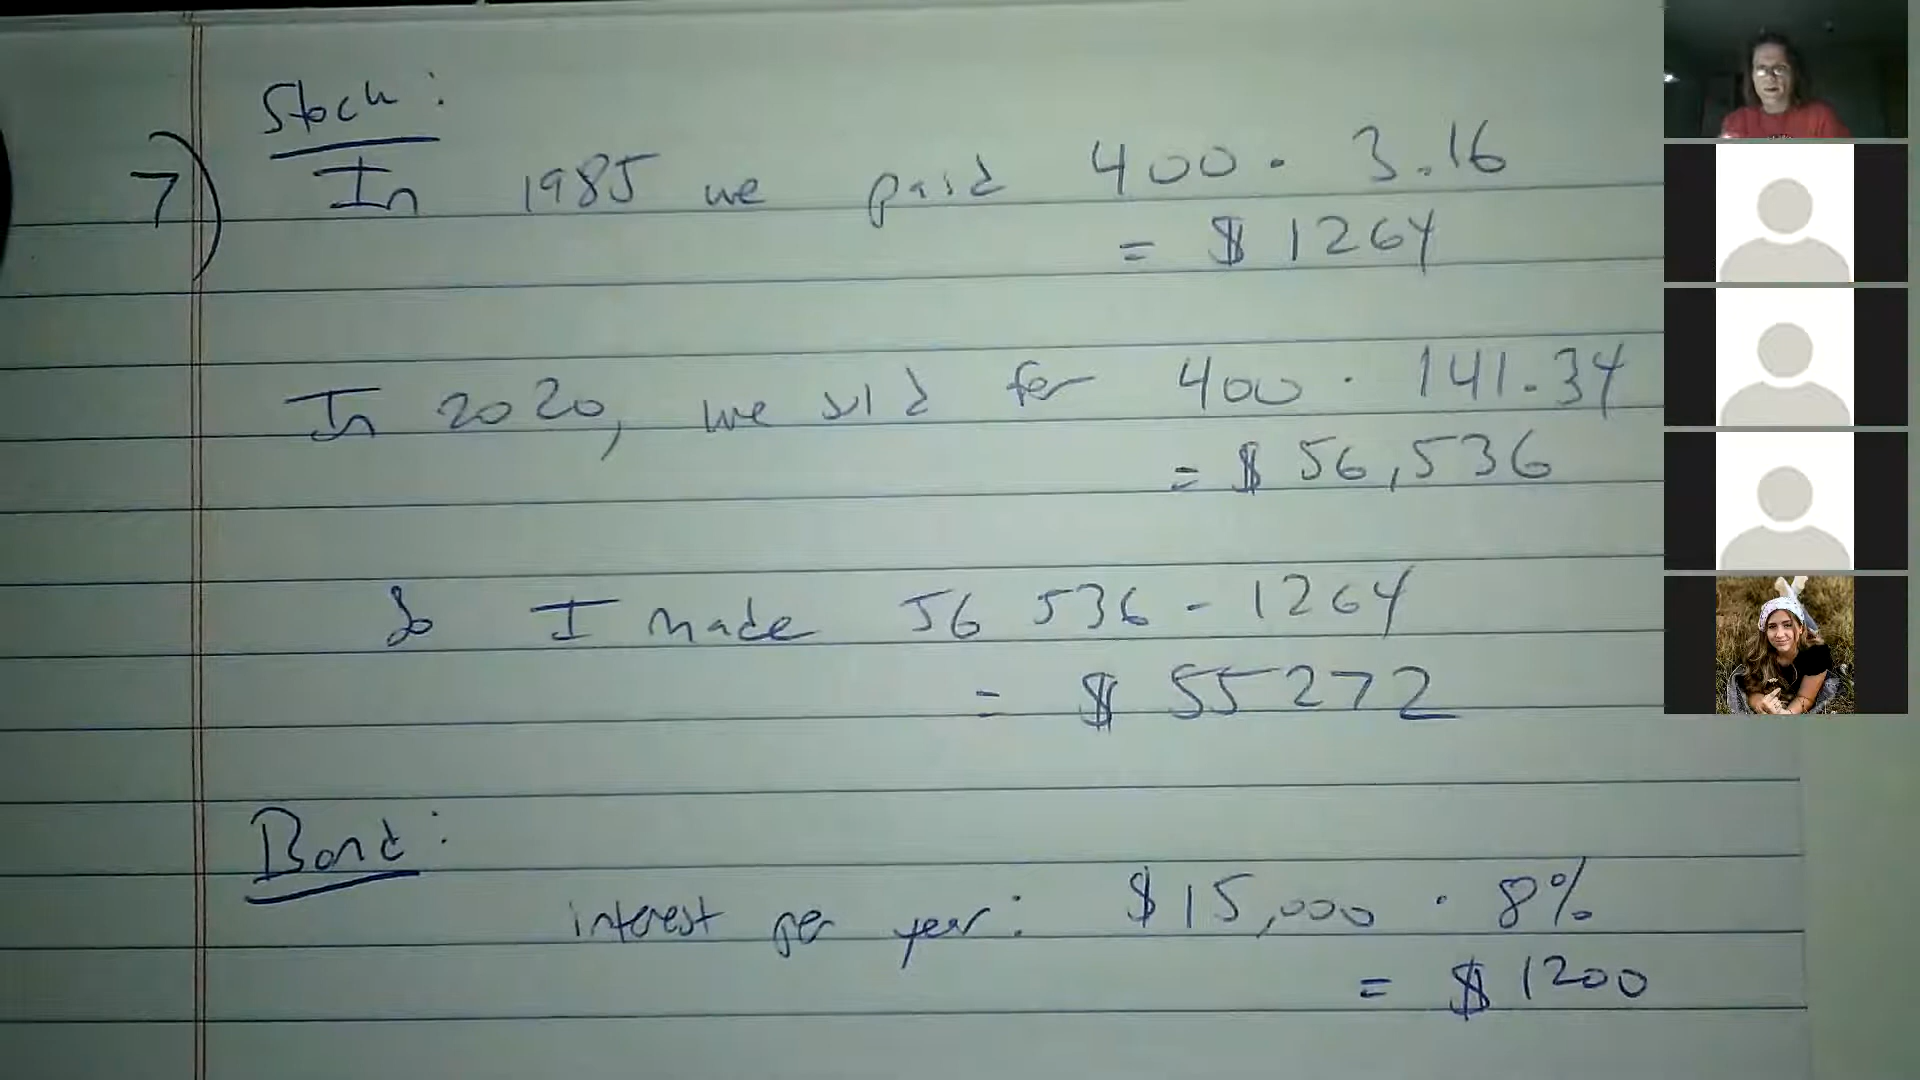 Stock:
7) In 1985 we paid 400 · 3.16
= $ 1264
In 2020, we sold for 400 · 141.34
= $ 56,536
So I made 56 536 - 1264
= $ 55272
Bond:
interest per year: $15,000 · 8%
= $ 1200